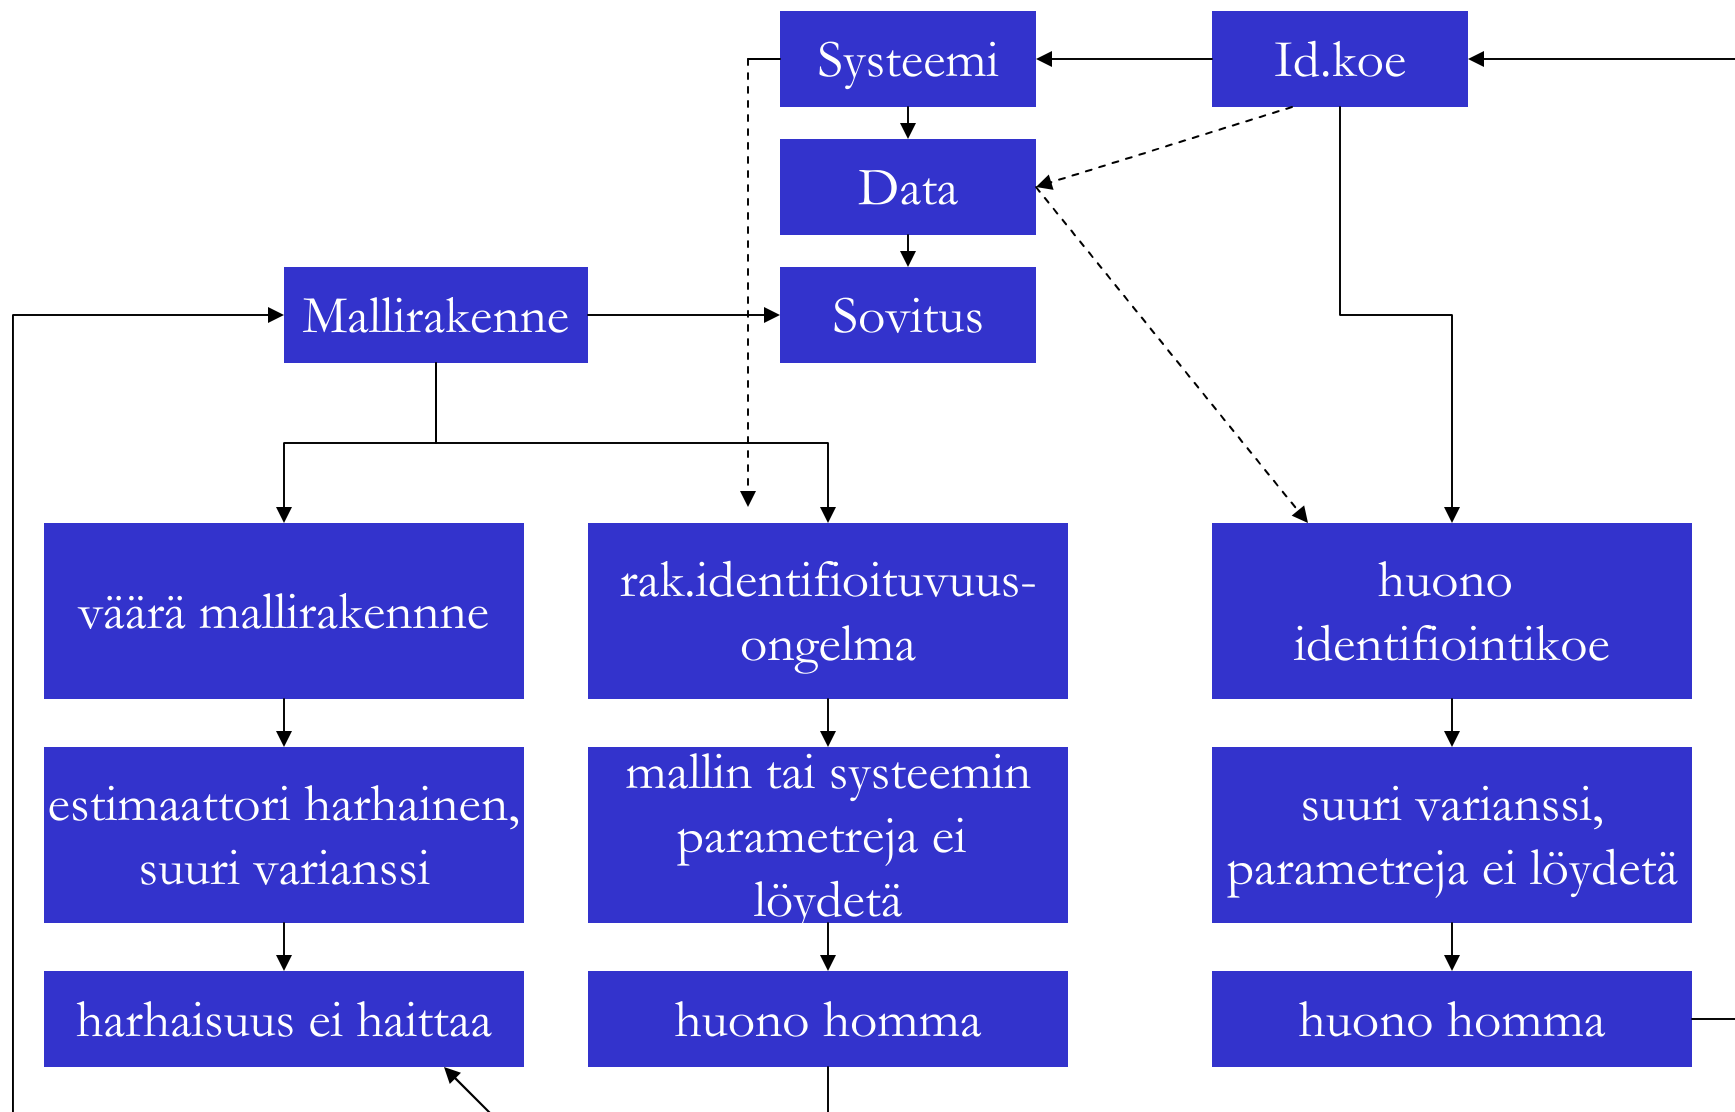 Systeemi
Id.koe
Data
Mallirakenne
Sovitus
väärä mallirakennne
rak.identifioituvuus-
ongelma
huono
identifiointikoe
estimaattori harhainen,
suuri varianssi
mallin tai systeemin
parametreja ei
löydetä
suuri varianssi,
parametreja ei löydetä
harhaisuus ei haittaa
huono homma
huono homma